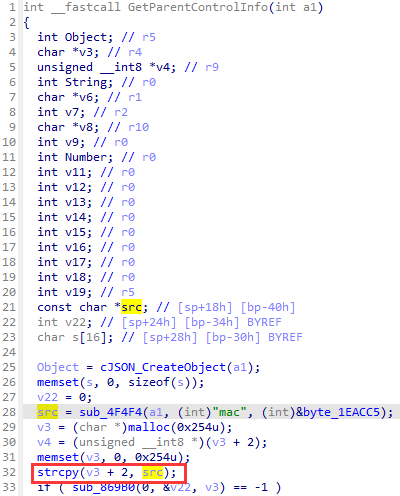 1 int __fastcall GetParentControlInfo(int a1)
2 {
3 int Object; // r5
4 char *v3; // r4
5 unsigned __int8 *v4; // r9
6 int String; // r0
7 char *v6; // r1
8 int v7; // r2
9 char *v8; // r10
10 int v9; // r0
11 int Number; // r0
12 int v11; // r0
13 int v12; // r0
14 int v13; // r0
15 int v14; // r0
16 int v15; // r0
17 int v16; // r0
18 int v17; // r0
19 int v18; // r0
20 int v19; // r5
21 const char *src; // [sp+18h] [bp-40h]
22 int v22; // [sp+24h] [bp-34h] BYREF
23 char s[16]; // [sp+28h] [bp-30h] BYREF
24
25 Object = cJSON_CreateObject(a1);
26 memset(s, 0, sizeof(s));
27 v22 = 0;
28 src = sub_4F4F4(a1, (int)"mac", (int)&byte_1EACC5);
29 v3 = (char *)malloc(0x254u);
30 v4 = (unsigned __int8 *)(v3 + 2);
31 memset(v3, 0, 0x254u);
32 strcpy(v3 + 2, src);
33 if ( sub_869B0(0, &v22, v3) == -1 )